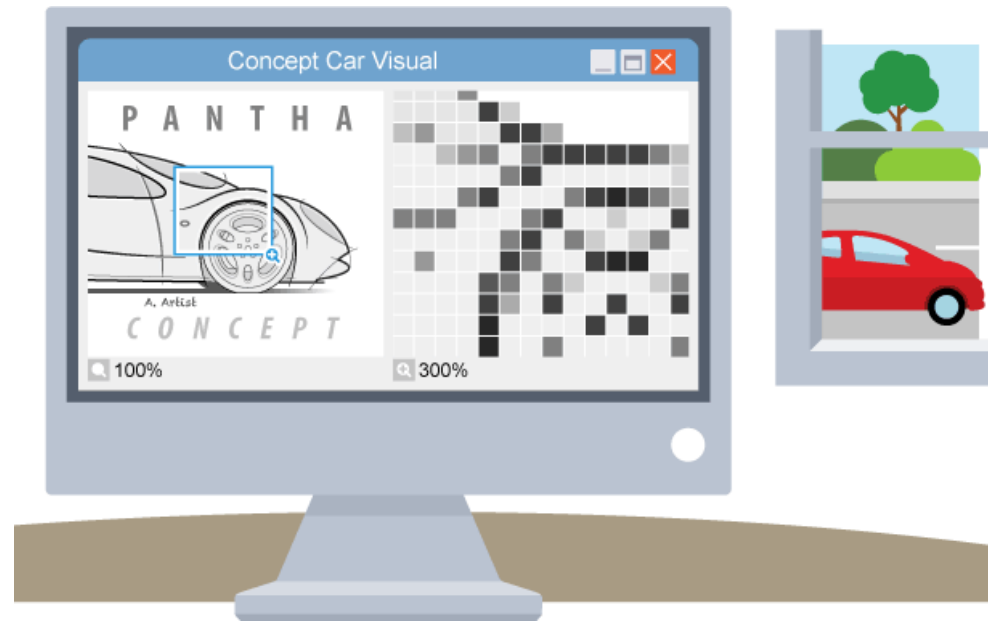 Concept Car Visual
PANTHA
A. Artist
CONCEPT
100%
300%